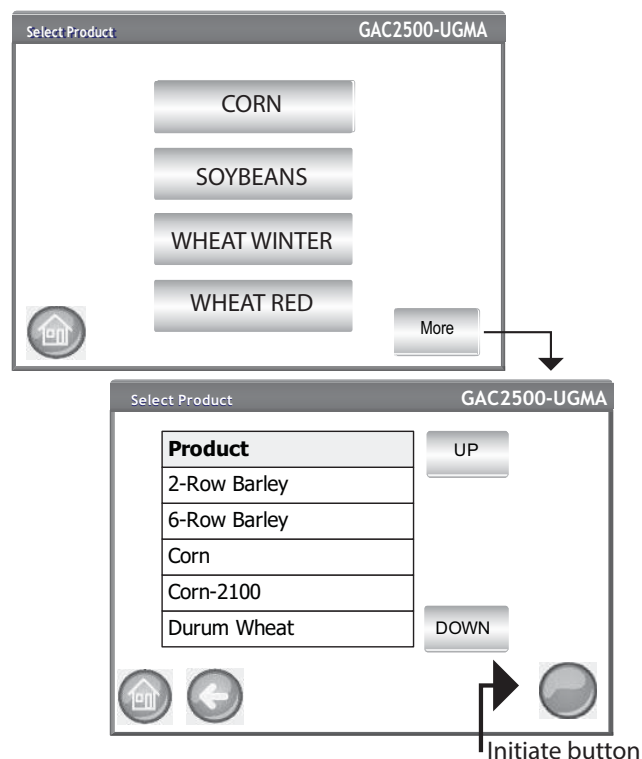 Select Product GAC2500-UGMA
CORN
SOYBEANS
WHEAT WINTER
WHEAT RED
More
Select Product GAC2500-UGMA
Product
UP
2-Row Barley
6-Row Barley
Corn
Corn-2100
Durum Wheat
DOWN
Initiate button